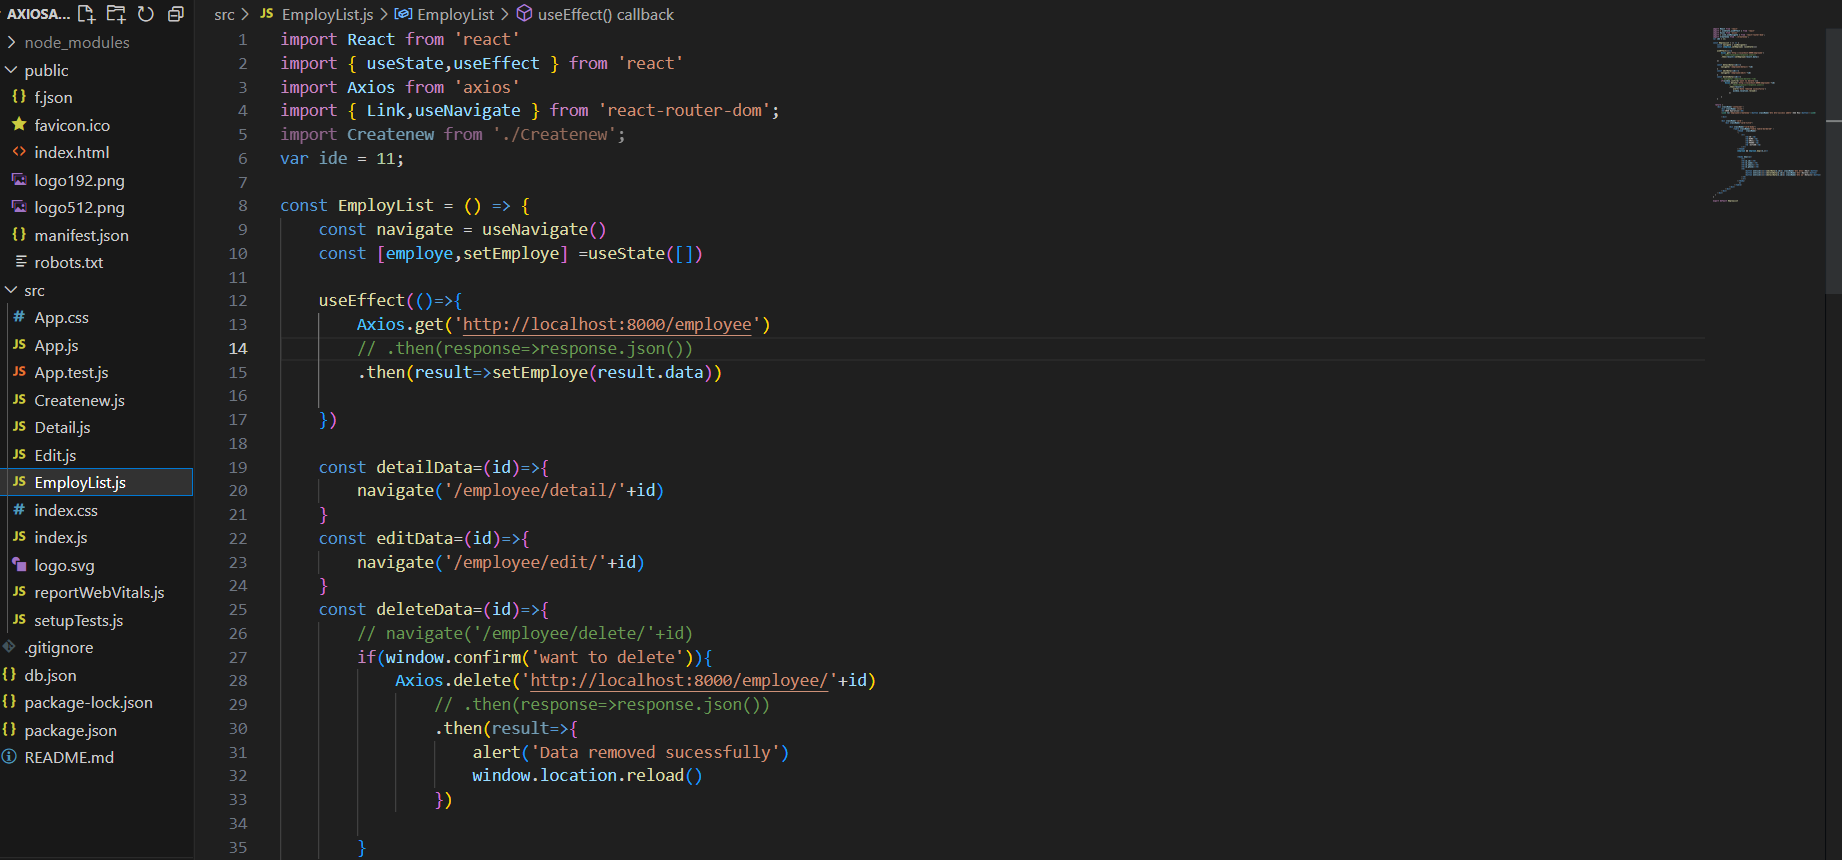 AXIOSA...
node_modules
public
f.json
favicon.ico
index.html
logo192.png
logo512.png
manifest.json
robots.txt
src
App.css
App.js
App.test.js
Createnew.js
Detail.js
Edit.js
EmployList.js
index.css
index.js
logo.svg
reportWebVitals.js
setupTests.js
.gitignore
db.json
package-lock.json
package.json
README.md
src > JS EmployList.js > EmployList > useEffect() callback
1 import React from 'react'
2 import { useState,useEffect } from 'react'
3 import Axios from 'axios'
4 import { Link,useNavigate } from 'react-router-dom';
5 import Createnew from './Createnew';
6 var ide = 11;
7
8 const EmployList = () => {
9 const navigate = useNavigate()
10 const [employe,setEmploye] =useState([])
11
12 useEffect(()=>{
13 Axios.get('http://localhost:8000/employee')
14 // .then(response=>response.json())
15 .then(result=>setEmploye(result.data))
16
17 })
18
19 const detailData=(id)=>{
20 navigate('/employee/detail/'+id)
21 }
22 const editData=(id)=>{
23 navigate('/employee/edit/'+id)
24 }
25 const deleteData=(id)=>{
26 // navigate('/employee/delete/'+id)
27 if(window.confirm('want to delete')){
28 Axios.delete('http://localhost:8000/employee/'+id)
29 // .then(response=>response.json())
30 .then(result=>{
31 alert('Data removed sucessfully')
32 window.location.reload()
33 })
34
35 }